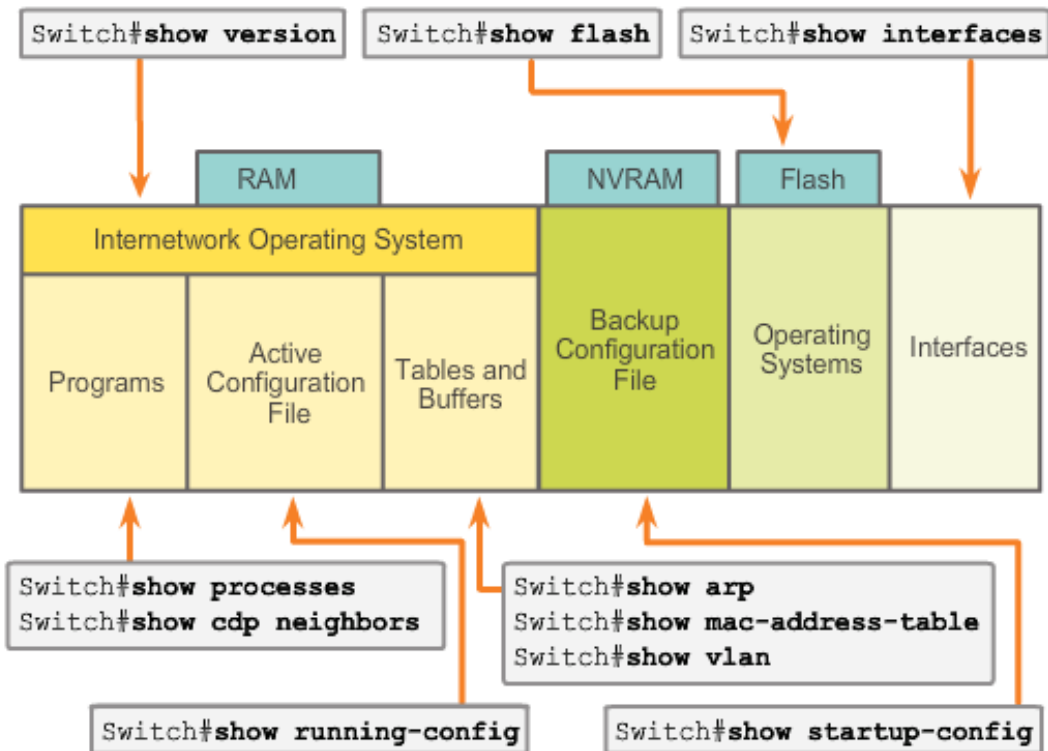 Switch#show version
Switch#show flash
Switch#show interfaces
RAM
NVRAM
Flash
Internetwork Operating System
Programs
Active
Configuration
File
Tables and
Buffers
Backup
Configuration
File
Operating
Systems
Interfaces
Switch#show processes
Switch#show cdp neighbors
Switch#show arp
Switch#show mac-address-table
Switch#show vlan
Switch#show running-config
Switch#show startup-config